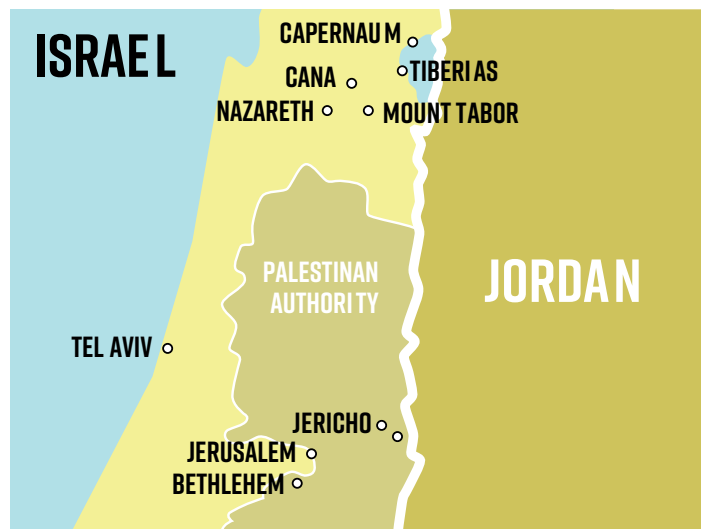 ISRAEL
CAPERNAUM
TIBERIAS
CANA
NAZARETH
MOUNT TABOR
PALESTINAN
AUTHORITY
JORDAN
TEL AVIV
JERICHO
JERUSALEM
BETHLEHEM